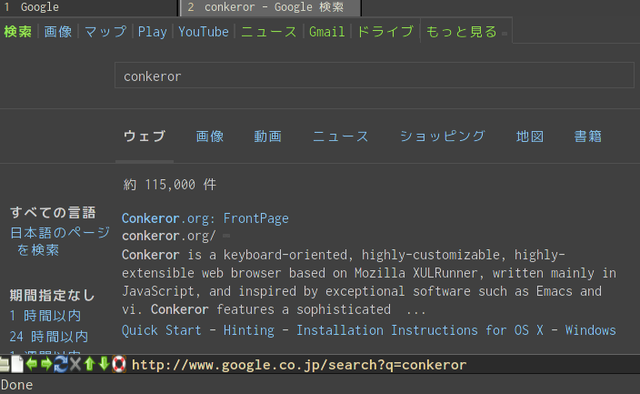 1 Google 2 conkeror - Google 検索
検索 画像 マップ Play YouTube ニュース Gmail ドライブ もっと見る
conkeror
ウェブ 画像 動画 ニュース ショッピング 地図 書籍
約 115,000 件
すべての言語
日本語のページ
を検索
期間指定なし
1 時間以内
24 時間以内
Conkeror.org: FrontPage
conkeror.org/
Conkeror is a keyboard-oriented, highly-customizable, highly-
extensible web browser based on Mozilla XULRunner, written mainly in
JavaScript, and inspired by exceptional software such as Emacs and
vi. Conkeror features a sophisticated ...
Quick Start - Hinting - Installation Instructions for OS X - Windows
http://www.google.co.jp/search?q=conkeror
Done